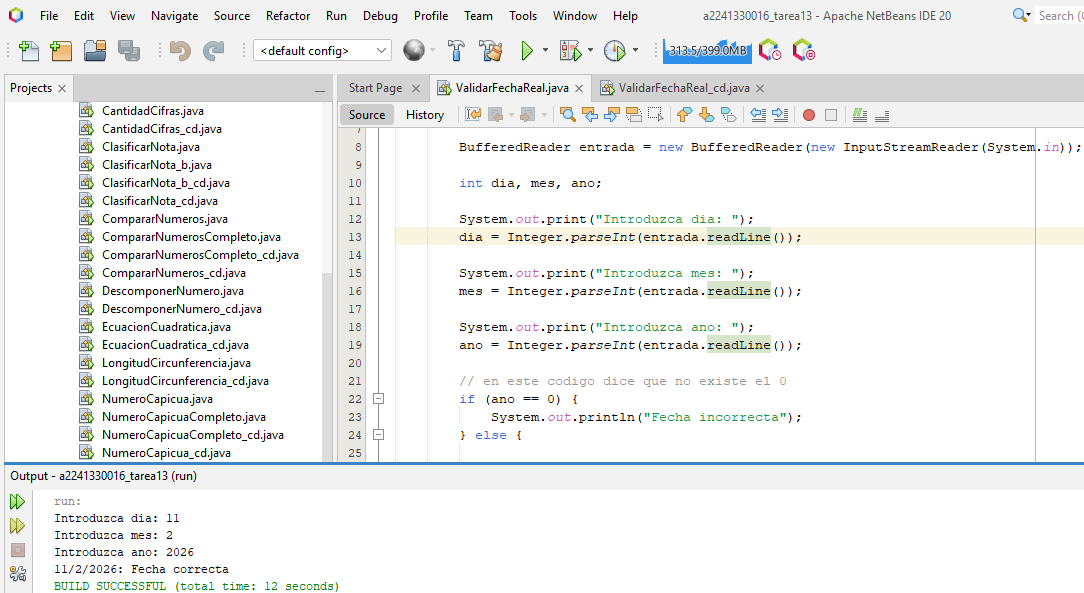 File Edit View Navigate Source Refactor Run Debug Profile Team Tools Window Help a2241330016_tarea13 - Apache NetBeans IDE 20 Search (
<default config> 313.5/399.0MB
Projects Start Page ValidarFechaReal.java ValidarFechaReal_cd.java
Source History
CantidadCifras.java
CantidadCifras_cd.java
ClasificarNota.java
ClasificarNota_b.java
ClasificarNota_b_cd.java
ClasificarNota_cd.java
CompararNumeros.java
CompararNumerosCompleto.java
CompararNumerosCompleto_cd.java
CompararNumeros_cd.java
DescomponerNumero.java
DescomponerNumero_cd.java
EcuacionCuadratica.java
EcuacionCuadratica_cd.java
LongitudCircunferencia.java
LongitudCircunferencia_cd.java
NumeroCapicua.java
NumeroCapicuaCompleto.java
NumeroCapicuaCompleto_cd.java
NumeroCapicua_cd.java
7
8 BufferedReader entrada = new BufferedReader(new InputStreamReader(System.in));
9
10 int dia, mes, ano;
11
12 System.out.print("Introduzca dia: ");
13 dia = Integer.parseInt(entrada.readLine());
14
15 System.out.print("Introduzca mes: ");
16 mes = Integer.parseInt(entrada.readLine());
17
18 System.out.print("Introduzca ano: ");
19 ano = Integer.parseInt(entrada.readLine());
20
21 // en este codigo dice que no existe el 0
22 if (ano == 0) {
23 System.out.println("Fecha incorrecta");
24 } else {
25
Output - a2241330016_tarea13 (run)
run:
Introduzca dia: 11
Introduzca mes: 2
Introduzca ano: 2026
11/2/2026: Fecha correcta
BUILD SUCCESSFUL (total time: 12 seconds)